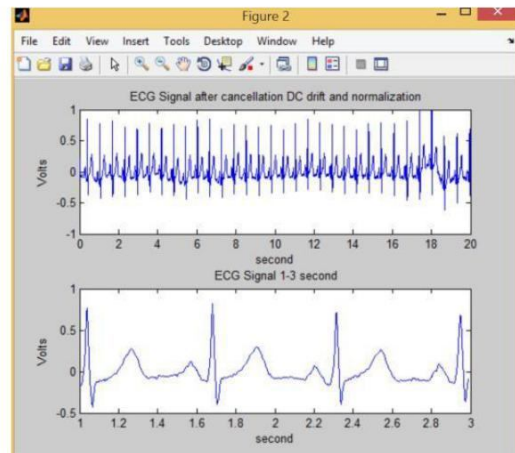 Figure 2
File Edit View Insert Tools Desktop Window Help
ECG Signal after cancellation DC drift and normalization
1
0.5
0
-0.5
-1
Volts
0 2 4 6 8 10 12 14 16 18 20
second
ECG Signal 1-3 second
1
0.5
0
-0.5
Volts
1 1.2 1.4 1.6 1.8 2 2.2 2.4 2.6 2.8 3
second